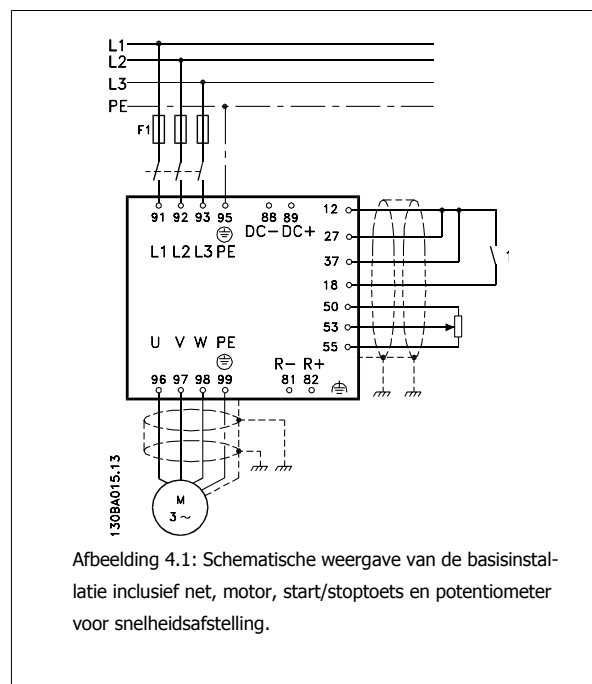 L1
L2
L3
PE
F1
91 92 93 95 88 89 12
DC- DC+
27
L1 L2 L3 PE
37
18
50
53
U V W PE
55
R- R+
96 97 98 99 81 82
130BA015.13
M
3 ~
Afbeelding 4.1: Schematische weergave van de basisinstal-
latie inclusief net, motor, start/stoptoets en potentiometer
voor snelheidsafstelling.